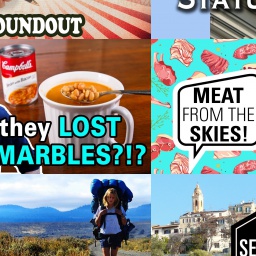 OUNDOUT
STATU
Campbell's
they LOST
MARBLES?!?
MEAT
FROM THE
SKIES!
SE